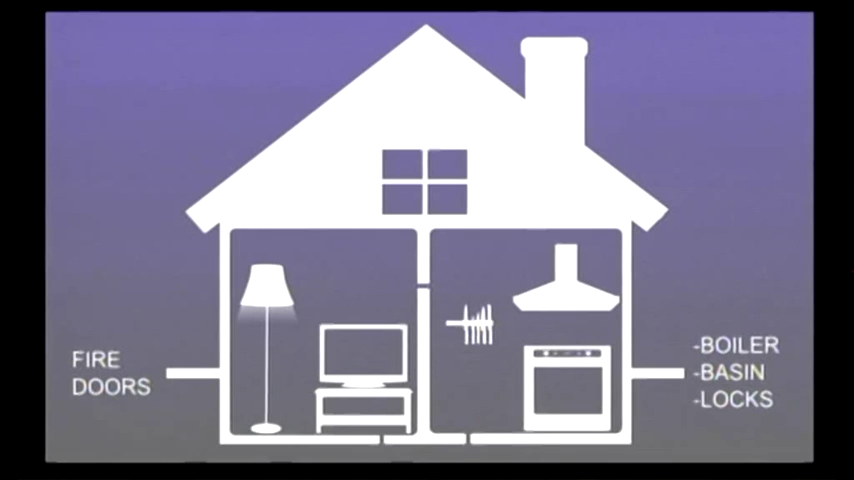 FIRE
DOORS
-BOILER
-BASIN
-LOCKS